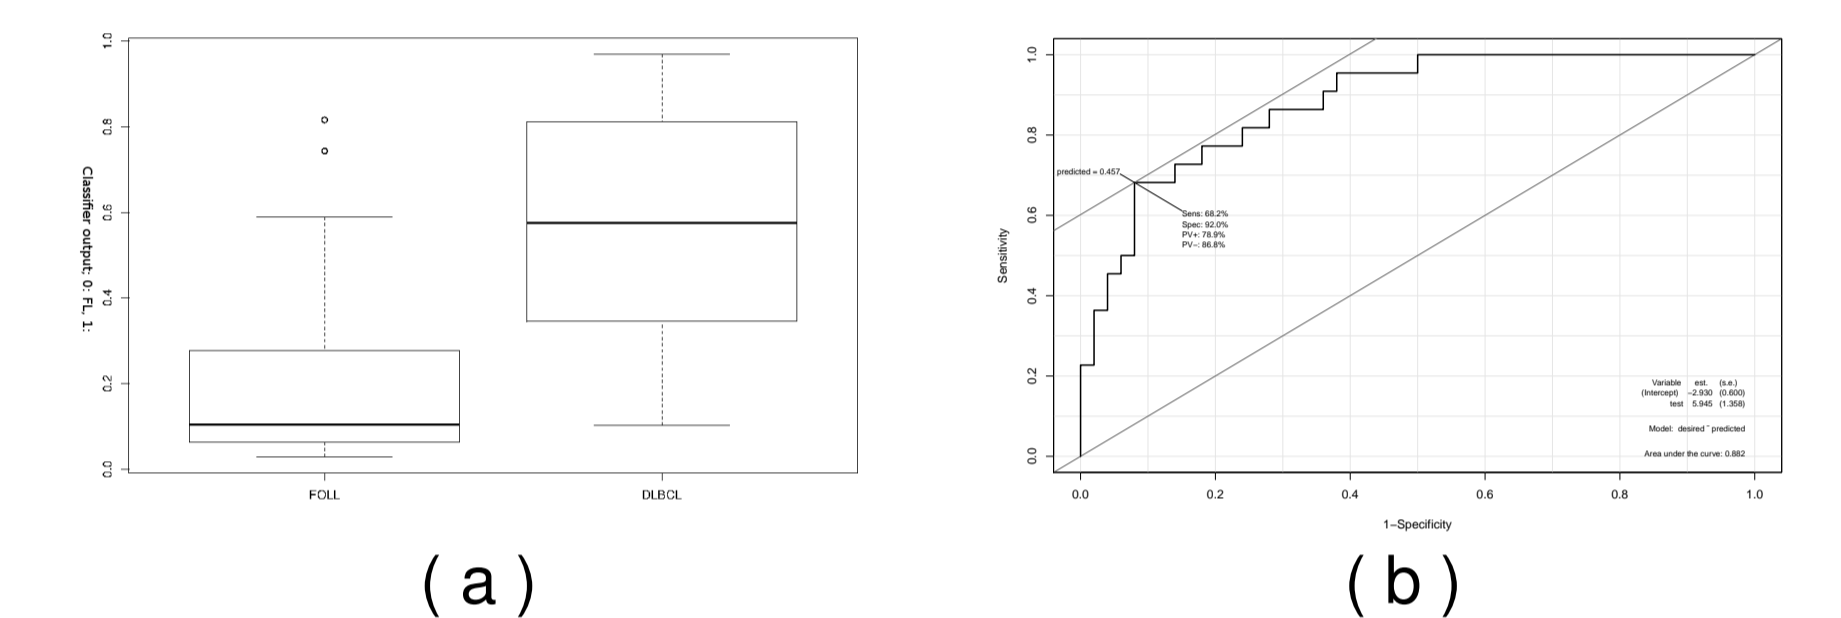 1.0
0.8
0.6
0.4
0.2
0.0
Classifier output; 0: FL, 1:
FOLL
DLBCL
( a )
1.0
0.8
0.6
0.4
0.2
0.0
Sensitivity
predicted = 0.457
Sens: 68.2%
Spec: 92.0%
PV+: 78.9%
PV−: 86.8%
Variable est. (s.e.)
(Intercept) −2.930 (0.600)
test 5.945 (1.358)
Model: desired ~ predicted
Area under the curve: 0.882
0.0 0.2 0.4 0.6 0.8 1.0
1−Specificity
( b )